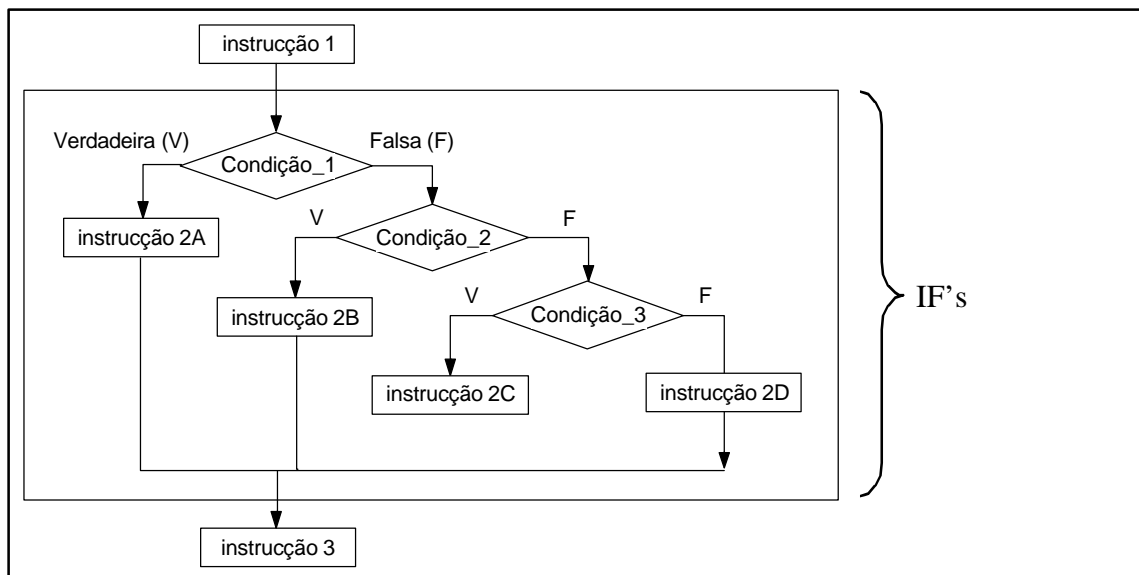 instrucção 1
Verdadeira (V)
Falsa (F)
Condição_1
instrucção 2A
V
Condição_2
F
instrucção 2B
V
Condição_3
F
instrucção 2C
instrucção 2D
IF's
instrucção 3